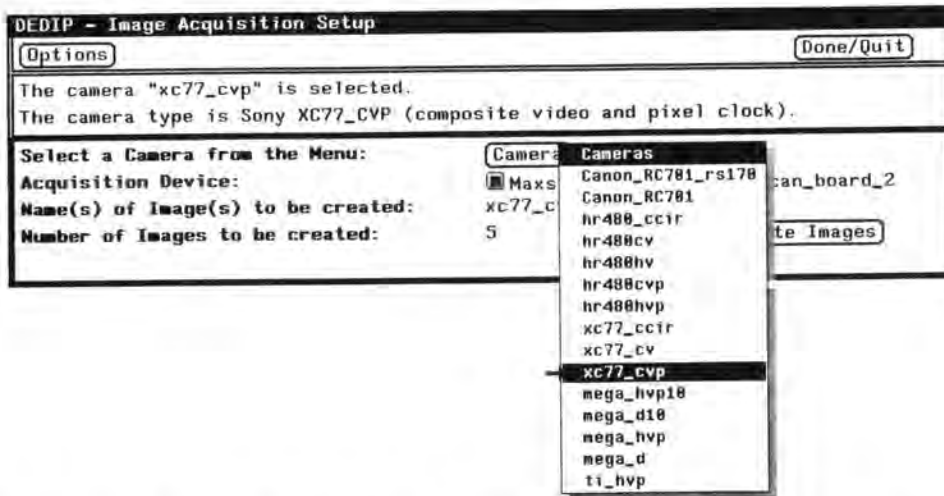 DEDIP - Image Acquisition Setup
Options Done/Quit
The camera "xc77_cvp" is selected.
The camera type is Sony XC77_CVP (composite video and pixel clock).
Select a Camera from the Menu: Camera
Acquisition Device: Maxs can_board_2
Name(s) of Image(s) to be created: xc77_c
Number of Images to be created: 5 te Images
Cameras
Canon_RC701_rs170
Canon_RC701
hr480_ccir
hr480cv
hr480hv
hr480cvp
hr480hvp
xc77_ccir
xc77_cv
xc77_cvp
mega_hvp10
mega_d10
mega_hvp
mega_d
ti_hvp